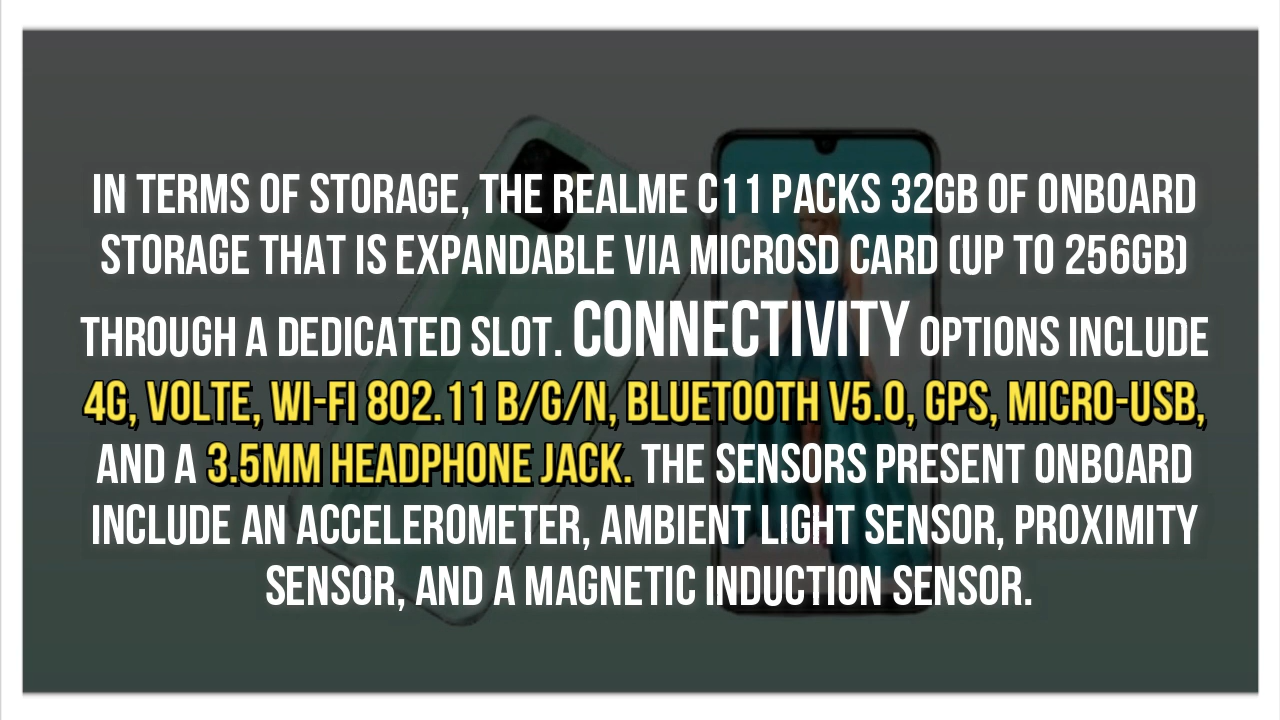 IN TERMS OF STORAGE, THE REALME C11 PACKS 32GB OF ONBOARD
STORAGE THAT IS EXPANDABLE VIA MICROSD CARD (UP TO 256GB)
THROUGH A DEDICATED SLOT. CONNECTIVITY OPTIONS INCLUDE
4G, VOLTE, WI-FI 802.11 B/G/N, BLUETOOTH V5.0, GPS, MICRO-USB,
AND A 3.5MM HEADPHONE JACK. THE SENSORS PRESENT ONBOARD
INCLUDE AN ACCELEROMETER, AMBIENT LIGHT SENSOR, PROXIMITY
SENSOR, AND A MAGNETIC INDUCTION SENSOR.